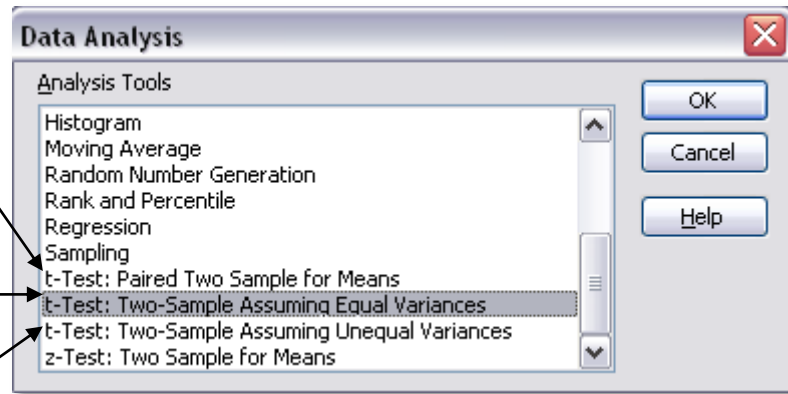 Data Analysis
Analysis Tools
Histogram
Moving Average
Random Number Generation
Rank and Percentile
Regression
Sampling
t-Test: Paired Two Sample for Means
t-Test: Two-Sample Assuming Equal Variances
t-Test: Two-Sample Assuming Unequal Variances
z-Test: Two Sample for Means
OK
Cancel
Help